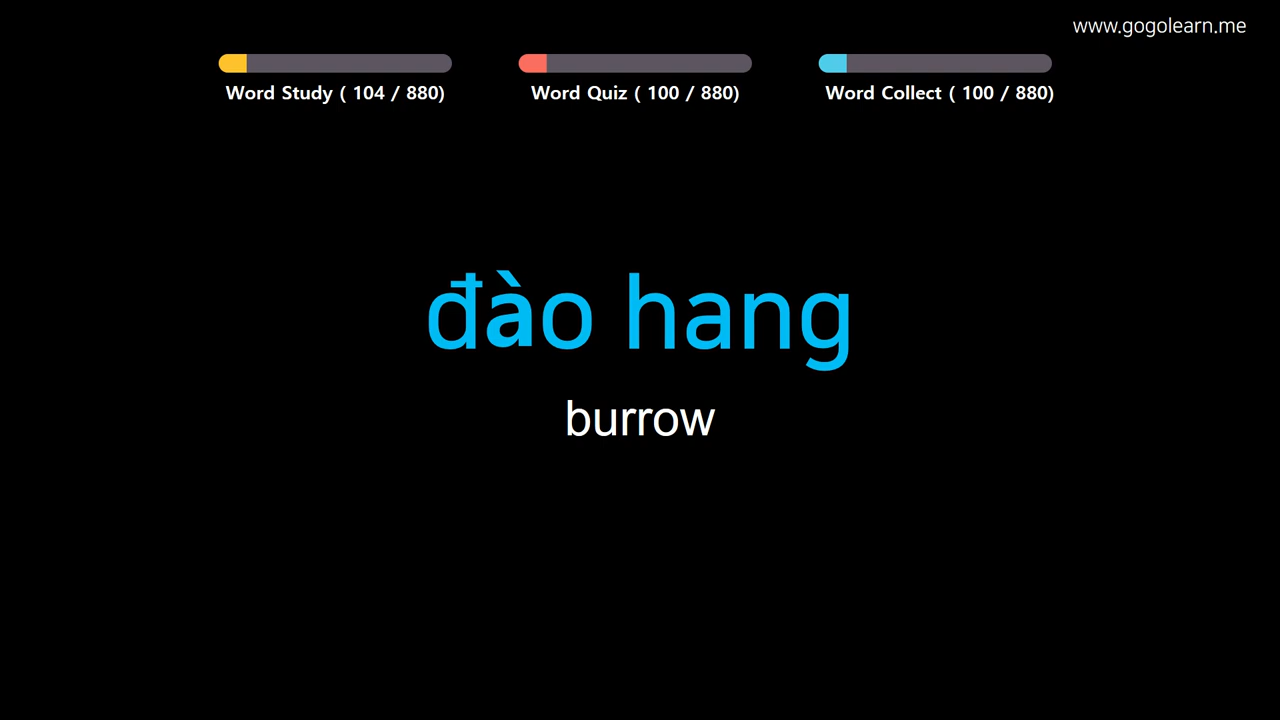 www.gogolearn.me
Word Study ( 104 / 880)
Word Quiz ( 100 / 880)
Word Collect ( 100 / 880)
đào hang
burrow